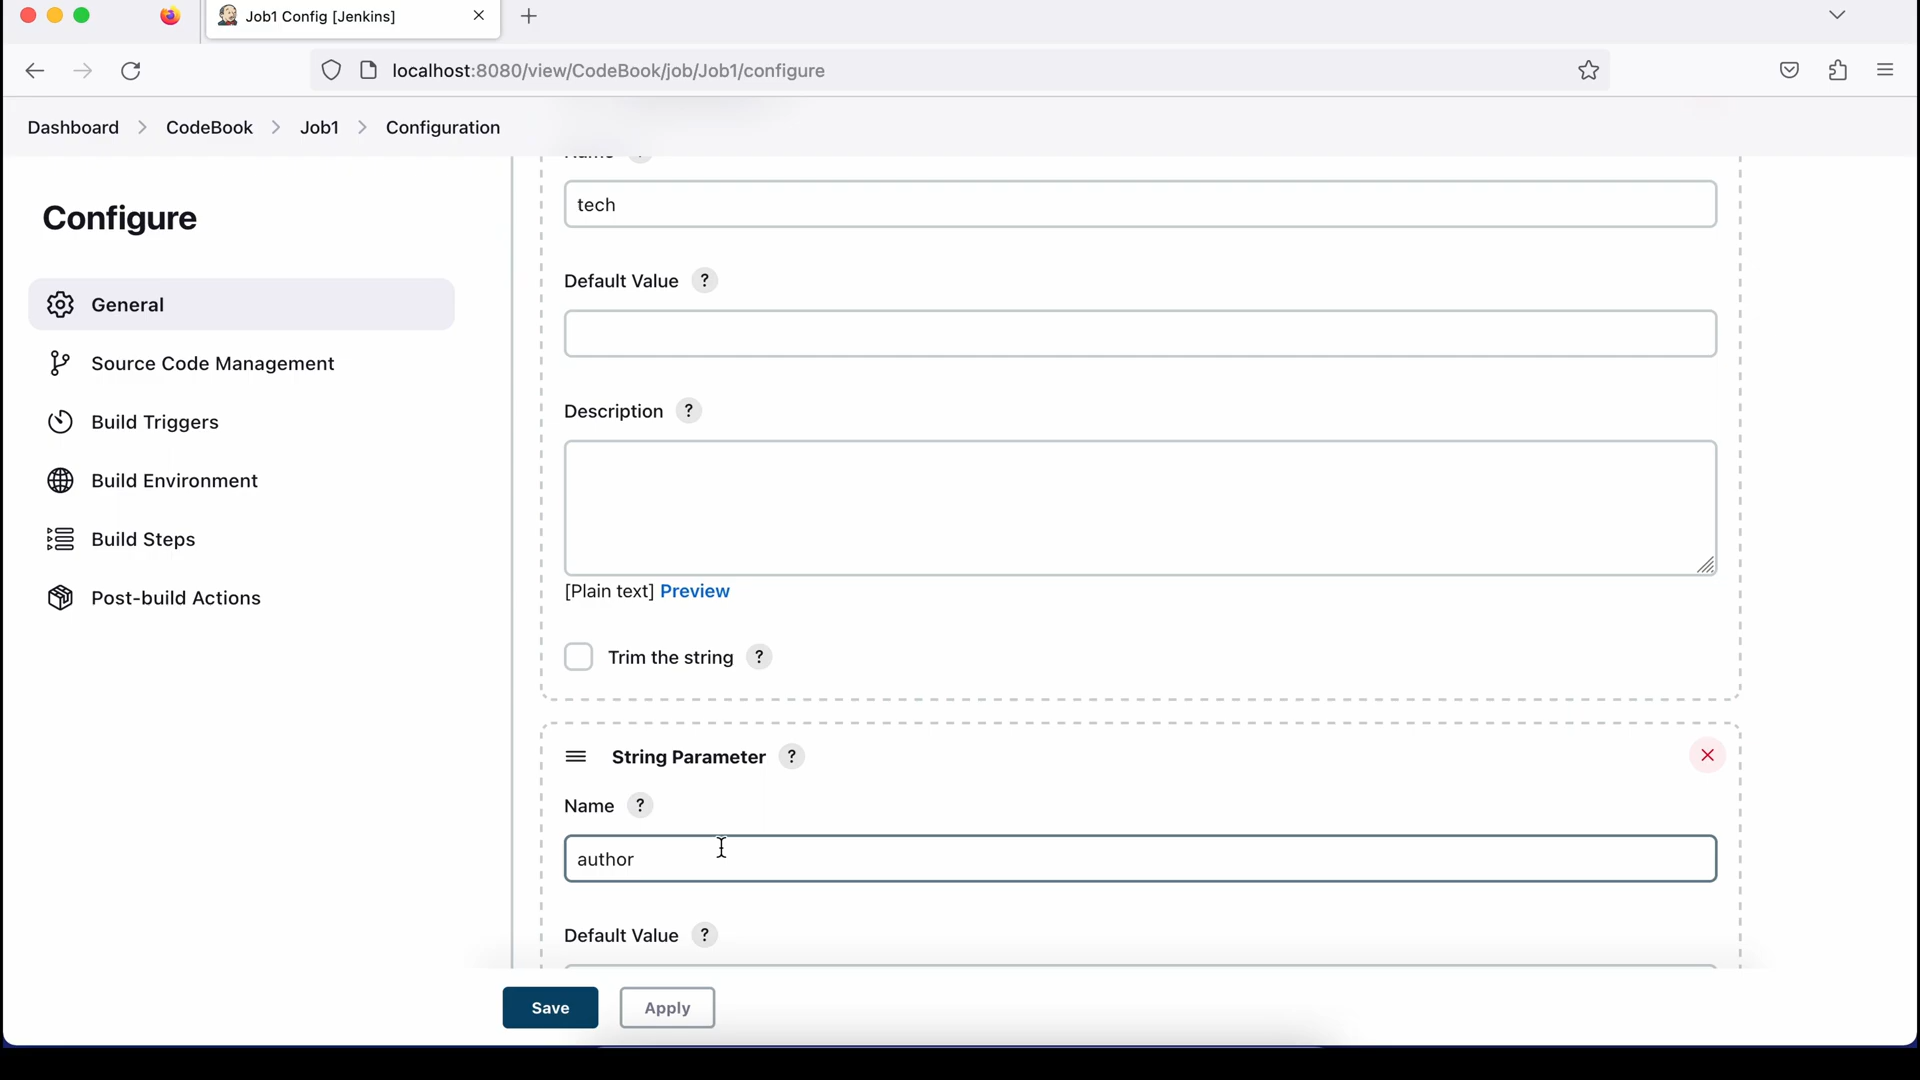 Job1 Config [Jenkins]
localhost:8080/view/CodeBook/job/Job1/configure
Dashboard > CodeBook > Job1 > Configuration
Configure
General
Source Code Management
Build Triggers
Build Environment
Build Steps
Post-build Actions
Name
tech
Default Value ?
Description ?
[Plain text] Preview
Trim the string ?
String Parameter ?
Name ?
author
Default Value ?
Save
Apply